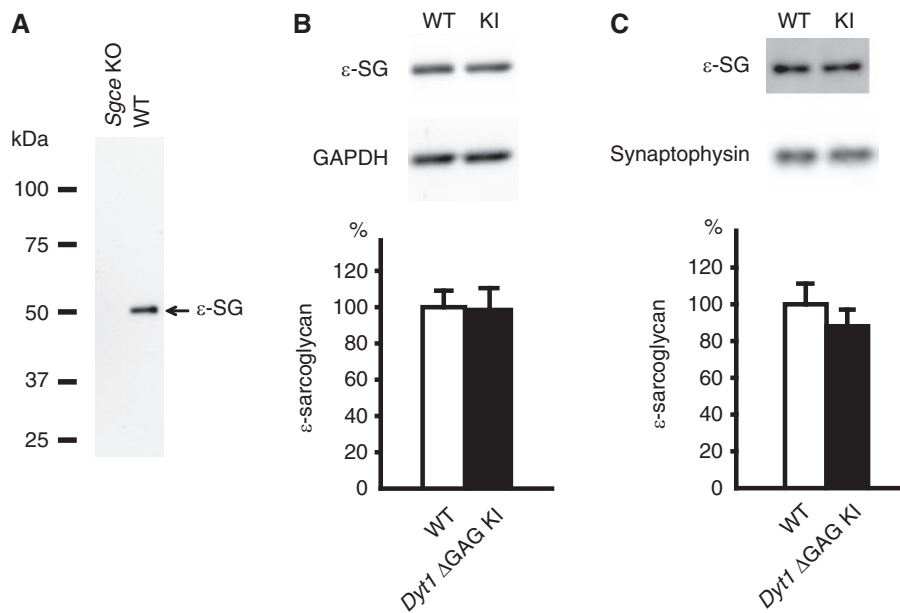 A
Sgce KO
WT
kDa
100
75
50
37
25
ε-SG
B
WT KI
ε-SG
GAPDH
%
120
100
80
60
40
20
0
ε-sarcoglycan
WT
Dyt1 ΔGAG KI
C
WT KI
ε-SG
Synaptophysin
%
120
100
80
60
40
20
0
ε-sarcoglycan
WT
Dyt1 ΔGAG KI